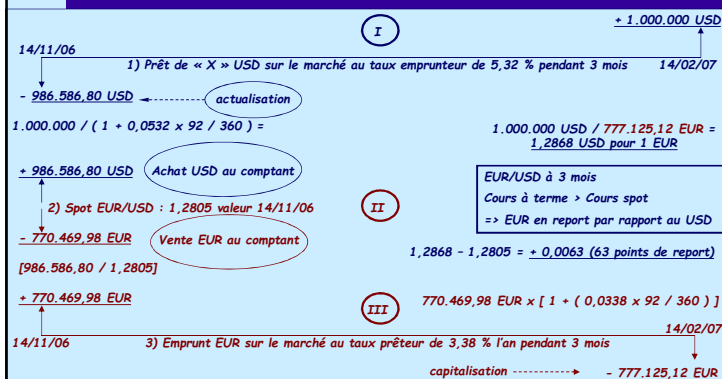 I
+ 1.000.000 USD
14/11/06
1) Prêt de « X » USD sur le marché au taux emprunteur de 5,32 % pendant 3 mois
14/02/07
- 986.586,80 USD
actualisation
1.000.000 / ( 1 + 0,0532 x 92 / 360 ) =
1.000.000 USD / 777.125,12 EUR =
1,2868 USD pour 1 EUR
+ 986.586,80 USD
Achat USD au comptant
EUR/USD à 3 mois
Cours à terme > Cours spot
=> EUR en report par rapport au USD
2) Spot EUR/USD : 1,2805 valeur 14/11/06
II
- 770.469,98 EUR
Vente EUR au comptant
1,2868 – 1,2805 = + 0,0063 (63 points de report)
[986.586,80 / 1,2805]
+ 770.469,98 EUR
III
770.469,98 EUR x [ 1 + ( 0,0338 x 92 / 360 ) ]
14/02/07
14/11/06
3) Emprunt EUR sur le marché au taux prêteur de 3,38 % l'an pendant 3 mois
capitalisation
- 777.125,12 EUR